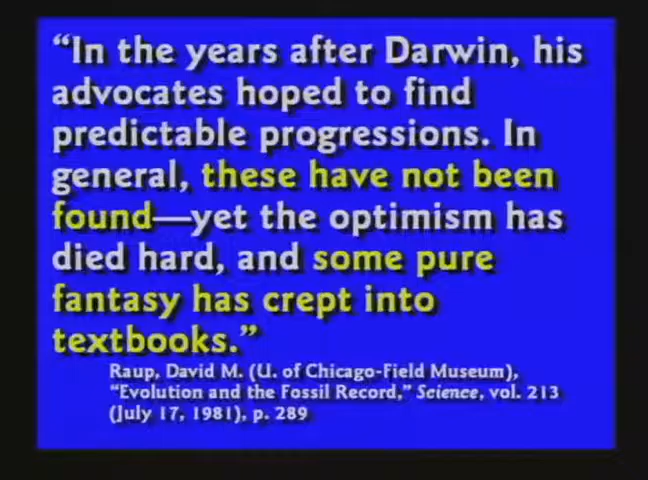 “In the years after Darwin, his
advocates hoped to find
predictable progressions. In
general, these have not been
found—yet the optimism has
died hard, and some pure
fantasy has crept into
textbooks.”
Raup, David M. (U. of Chicago-Field Museum),
“Evolution and the Fossil Record,” Science, vol. 213
(July 17, 1981), p. 289